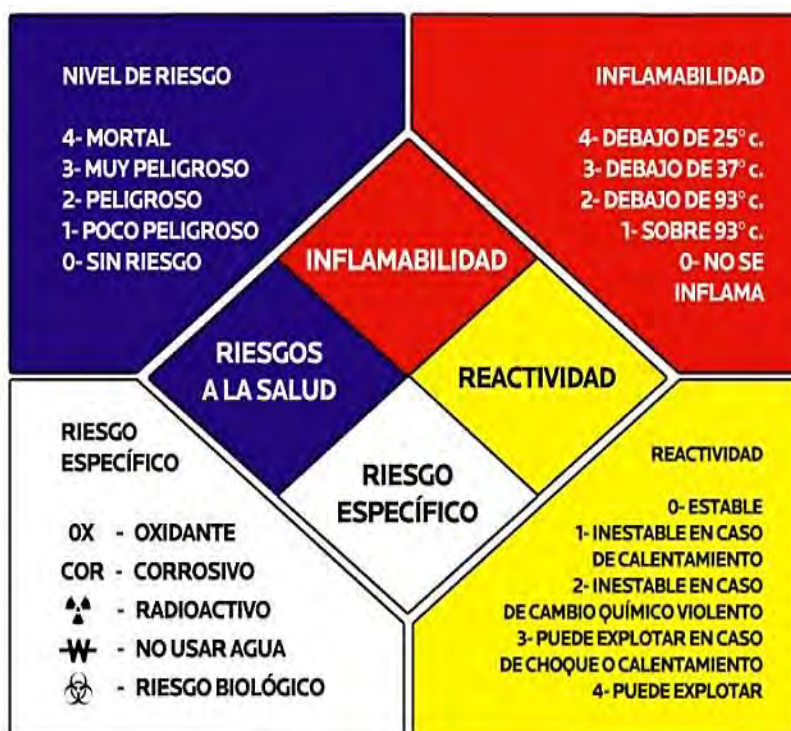 NIVEL DE RIESGO
4- MORTAL
3- MUY PELIGROSO
2- PELIGROSO
1- POCO PELIGROSO
0- SIN RIESGO
INFLAMABILIDAD
4- DEBAJO DE 25° c.
3- DEBAJO DE 37° c.
2- DEBAJO DE 93° c.
1- SOBRE 93° c.
0- NO SE
INFLAMA
INFLAMABILIDAD
RIESGOS
A LA SALUD
REACTIVIDAD
RIESGO
ESPECÍFICO
RIESGO
ESPECÍFICO
OX - OXIDANTE
COR - CORROSIVO
- RADIOACTIVO
W - NO USAR AGUA
- RIESGO BIOLÓGICO
REACTIVIDAD
0- ESTABLE
1- INESTABLE EN CASO
DE CALENTAMIENTO
2- INESTABLE EN CASO
DE CAMBIO QUÍMICO VIOLENTO
3- PUEDE EXPLOTAR EN CASO
DE CHOQUE O CALENTAMIENTO
4- PUEDE EXPLOTAR